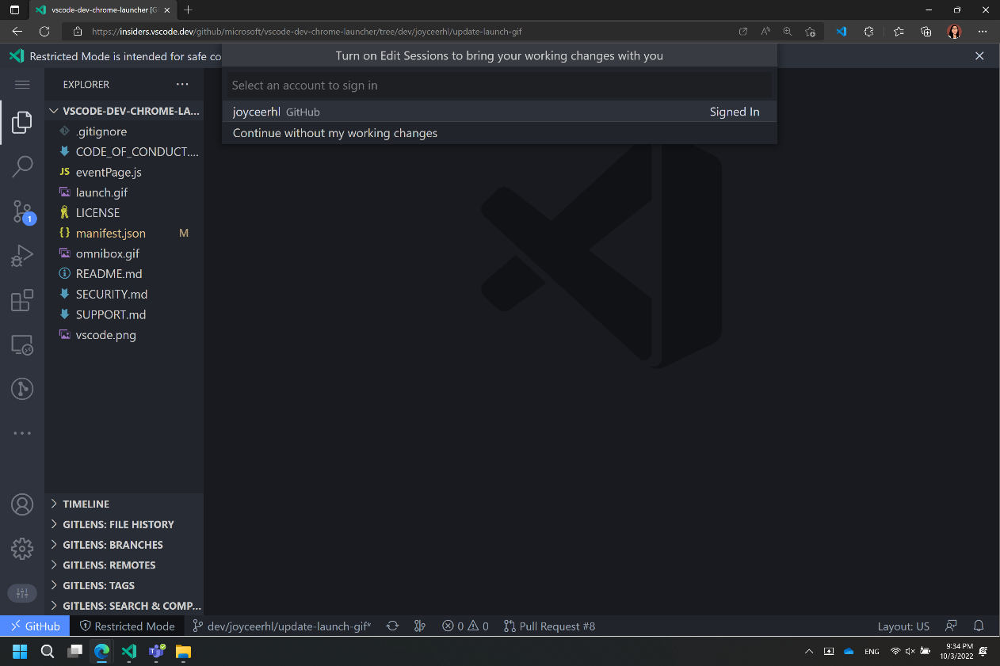 vscode-dev-chrome-launcher [G
https://insiders.vscode.dev/github/microsoft/vscode-dev-chrome-launcher/tree/dev/joyceerhl/update-launch-gif
Restricted Mode is intended for safe co
Turn on Edit Sessions to bring your working changes with you
Select an account to sign in
joyceerhl GitHub Signed In
Continue without my working changes
EXPLORER
VSCODE-DEV-CHROME-LA...
.gitignore
CODE_OF_CONDUCT....
JS eventPage.js
launch.gif
LICENSE
{} manifest.json M
omnibox.gif
README.md
SECURITY.md
SUPPORT.md
vscode.png
1
TIMELINE
GITLENS: FILE HISTORY
GITLENS: BRANCHES
GITLENS: REMOTES
GITLENS: TAGS
GITLENS: SEARCH & COMP...
GitHub Restricted Mode dev/joyceerhl/update-launch-gif* 0 0 Pull Request #8 Layout: US
ENG 9:34 PM
10/3/2022